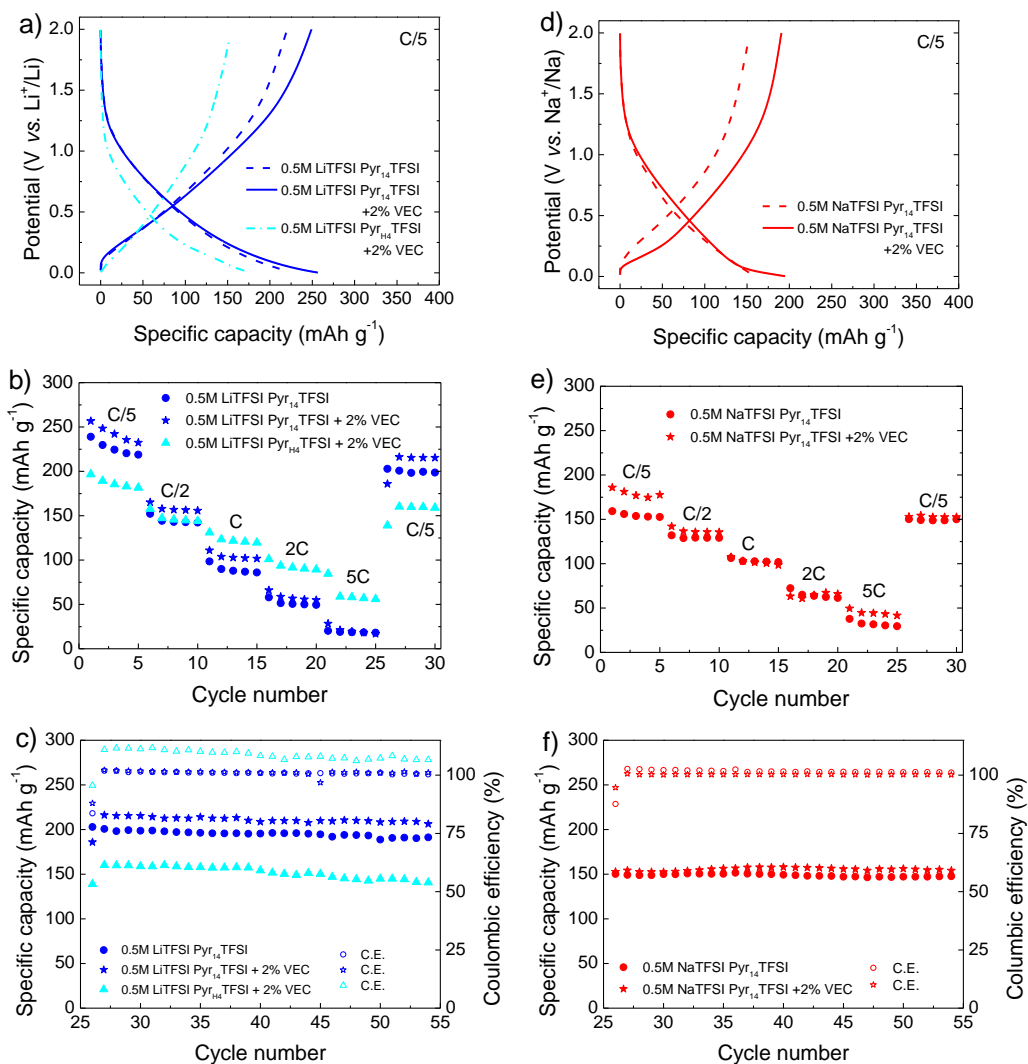 a)
C/5
2.0
1.5
1.0
0.5
0.0
Potential (V vs. Li⁺/Li)
0.5M LiTFSI Pyr₁₄TFSI
0.5M LiTFSI Pyr₁₄TFSI
+2% VEC
0.5M LiTFSI Pyr_H4TFSI
+2% VEC
0 50 100 150 200 250 300 350 400
Specific capacity (mAh g⁻¹)
d)
C/5
2.0
1.5
1.0
0.5
0.0
Potential (V vs. Na⁺/Na)
0.5M NaTFSI Pyr₁₄TFSI
0.5M NaTFSI Pyr₁₄TFSI
+2% VEC
0 50 100 150 200 250 300 350 400
Specific capacity (mAh g⁻¹)
b)
300
250
200
150
100
50
0
Specific capacity (mAh g⁻¹)
0.5M LiTFSI Pyr₁₄TFSI
0.5M LiTFSI Pyr₁₄TFSI + 2% VEC
0.5M LiTFSI Pyr_H4TFSI + 2% VEC
C/5
C/2
C
2C
5C
C/5
0 5 10 15 20 25 30
Cycle number
e)
300
250
200
150
100
50
0
Specific capacity (mAh g⁻¹)
0.5M NaTFSI Pyr₁₄TFSI
0.5M NaTFSI Pyr₁₄TFSI +2% VEC
C/5
C/2
C
2C
5C
C/5
0 5 10 15 20 25 30
Cycle number
c)
300
250
200
150
100
50
0
Specific capacity (mAh g⁻¹)
0.5M LiTFSI Pyr₁₄TFSI
0.5M LiTFSI Pyr₁₄TFSI + 2% VEC
0.5M LiTFSI Pyr_H4TFSI + 2% VEC
C.E.
C.E.
C.E.
100
75
50
25
0
Coulombic efficiency (%)
25 30 35 40 45 50 55
Cycle number
f)
300
250
200
150
100
50
0
Specific capacity (mAh g⁻¹)
0.5M NaTFSI Pyr₁₄TFSI
0.5M NaTFSI Pyr₁₄TFSI +2% VEC
C.E.
C.E.
100
75
50
25
0
Columbic efficiency (%)
25 30 35 40 45 50 55
Cycle number